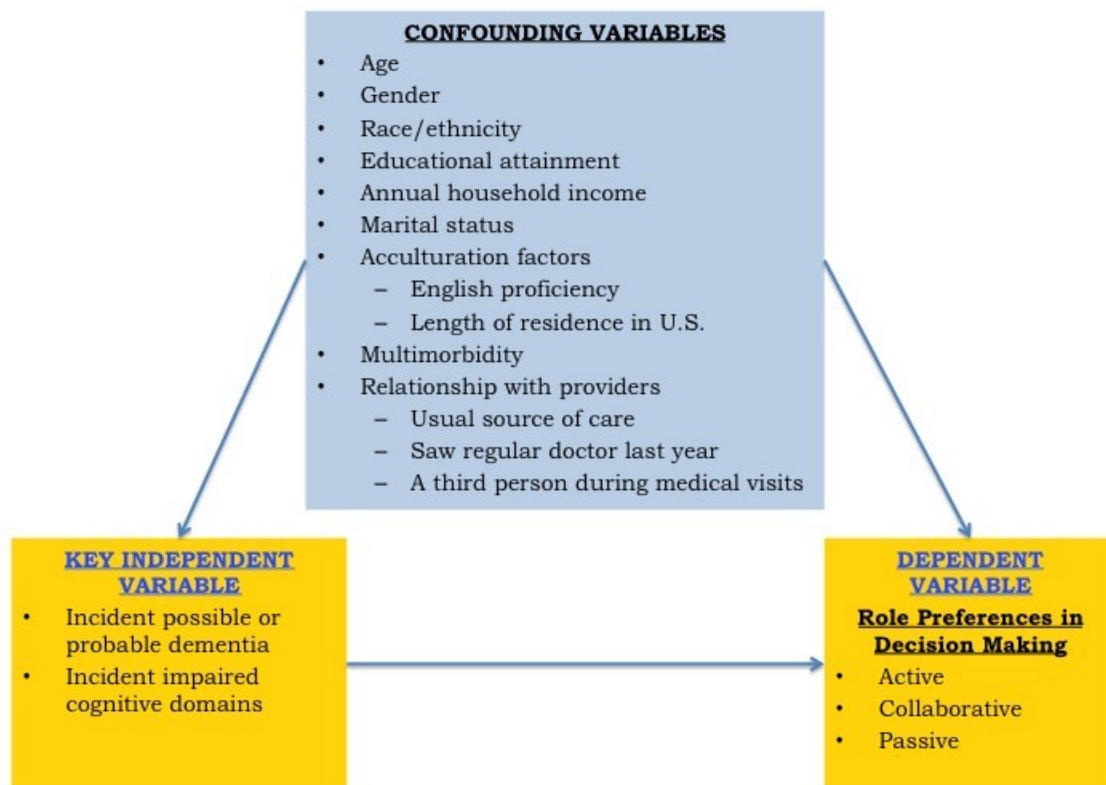 CONFOUNDING VARIABLES
• Age
• Gender
• Race/ethnicity
• Educational attainment
• Annual household income
• Marital status
• Acculturation factors
– English proficiency
– Length of residence in U.S.
• Multimorbidity
• Relationship with providers
– Usual source of care
– Saw regular doctor last year
– A third person during medical visits
KEY INDEPENDENT
VARIABLE
• Incident possible or
probable dementia
• Incident impaired
cognitive domains
DEPENDENT
VARIABLE
Role Preferences in
Decision Making
• Active
• Collaborative
• Passive